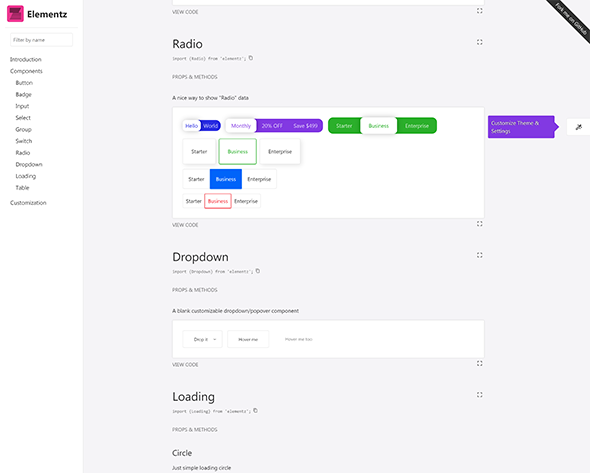 Elementz
Filter by name
Introduction
Components
Button
Badge
Input
Select
Group
Switch
Radio
Dropdown
Loading
Table
Customization
VIEW CODE
Radio
import {Radio} from 'elementz';
PROPS & METHODS
A nice way to show "Radio" data
Hello World Monthly 20% OFF Save $499 Starter Business Enterprise
Starter Business Enterprise
Starter Business Enterprise
Starter Business Enterprise
VIEW CODE
Dropdown
import {Dropdown} from 'elementz';
PROPS & METHODS
A blank customizable dropdown/popover component
Drop it Hover me Hover me too
VIEW CODE
Loading
import {Loading} from 'elementz';
PROPS & METHODS
Circle
Just simple loading circle
Customize Theme &
Settings
Fork me on GitHub